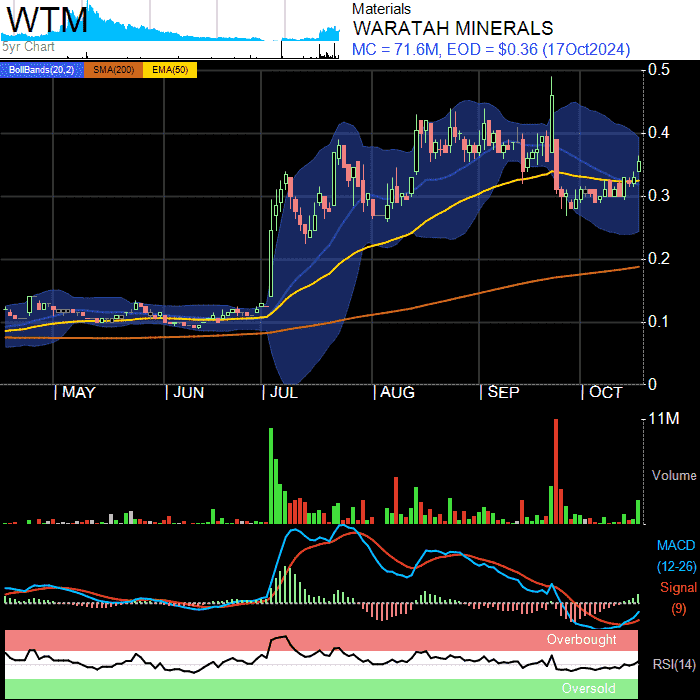 WTM
5yr Chart
Materials
WARATAH MINERALS
MC = 71.6M, EOD = $0.36 (17Oct2024)
BollBands(20,2) SMA(200) EMA(50)
0.5
0.4
0.3
0.2
0.1
0
MAY JUN JUL AUG SEP OCT
11M
Volume
MACD
(12-26)
Signal
(9)
Overbought
RSI(14)
Oversold